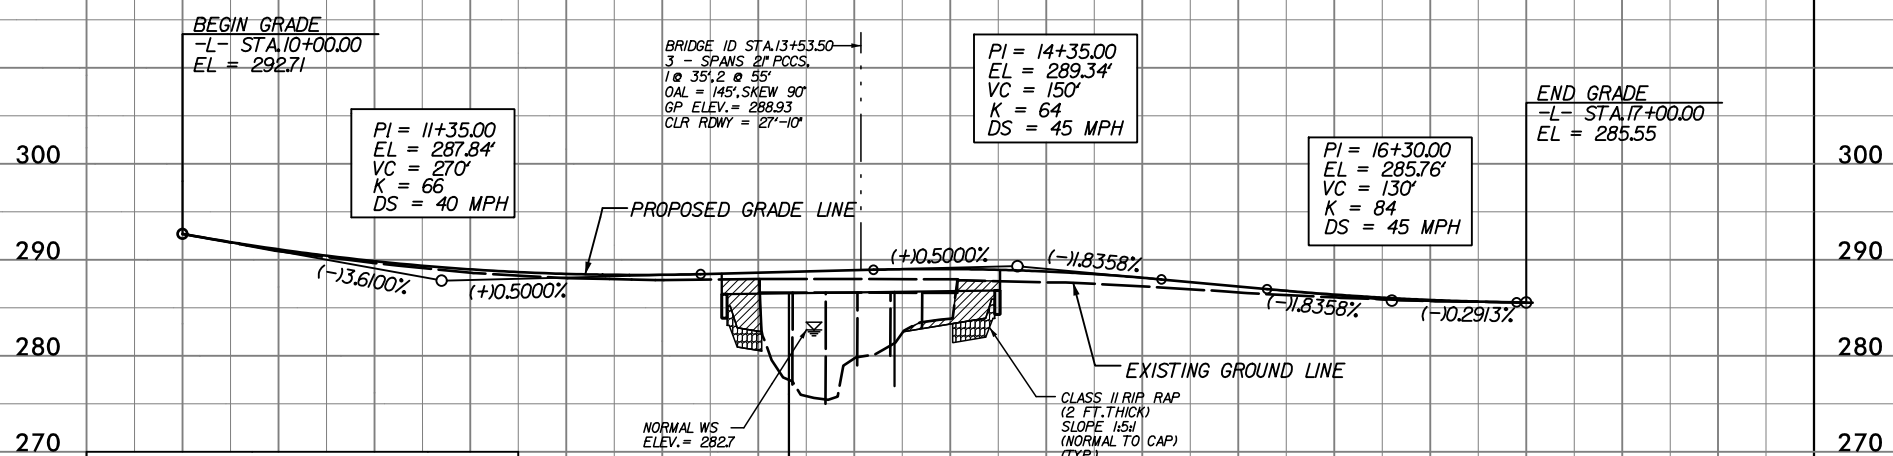 BEGIN GRADE
-L- STA.10+00.00
EL = 292.71
BRIDGE ID STA.13+53.50
3 - SPANS 21" PCCS,
1 @ 35', 2 @ 55'
OAL = 145', SKEW 90°
GP ELEV.= 288.93
CLR RDWY = 27'-10"
PI = 14+35.00
EL = 289.34'
VC = 150'
K = 64
DS = 45 MPH
END GRADE
-L- STA.17+00.00
EL = 285.55
PI = 11+35.00
EL = 287.84'
VC = 270'
K = 66
DS = 40 MPH
PI = 16+30.00
EL = 285.76'
VC = 130'
K = 84
DS = 45 MPH
300
300
PROPOSED GRADE LINE
290
290
(-)3.6100%
(+)0.5000%
(+)0.5000%
(-)1.8358%
(-)1.8358%
(-)0.2913%
280
280
EXISTING GROUND LINE
NORMAL WS
ELEV.= 282.7
CLASS II RIP RAP
(2 FT.THICK)
SLOPE 1.5:1
(NORMAL TO CAP)
(TYP.)
270
270